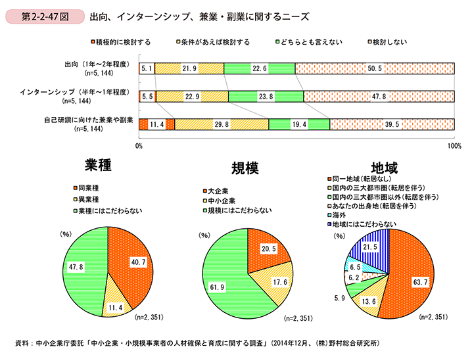 第2-2-47図 出向、インターンシップ、兼業・副業に関するニーズ
積極的に検討する 条件があえば検討する どちらとも言えない 検討しない
出向(1年〜2年程度)
(n=5,144)
5.1 21.9 22.6 50.5
インターンシップ(半年〜1年程度)
(n=5,144)
5.5 22.9 23.8 47.8
自己研鑽に向けた兼業や副業
(n=5,144)
11.4 29.8 19.4 39.5
0% 100%
業種
同業種
異業種
業種にはこだわらない
(%)
47.8
40.7
11.4
(n=2,351)
規模
大企業
中小企業
規模にはこだわらない
(%)
20.5
17.6
61.9
(n=2,351)
地域
同一地域(転居なし)
国内の三大都市圏(転居を伴う)
国内の三大都市圏以外(転居を伴う)
あなたの出身地(転居を伴う)
海外
地域にはこだわらない
(%)
21.5
6.5
6.2
5.9
13.6
63.7
(n=2,351)
資料:中小企業庁委託「中小企業・小規模事業者の人材確保と育成に関する調査」(2014年12月、(株)野村総合研究所)